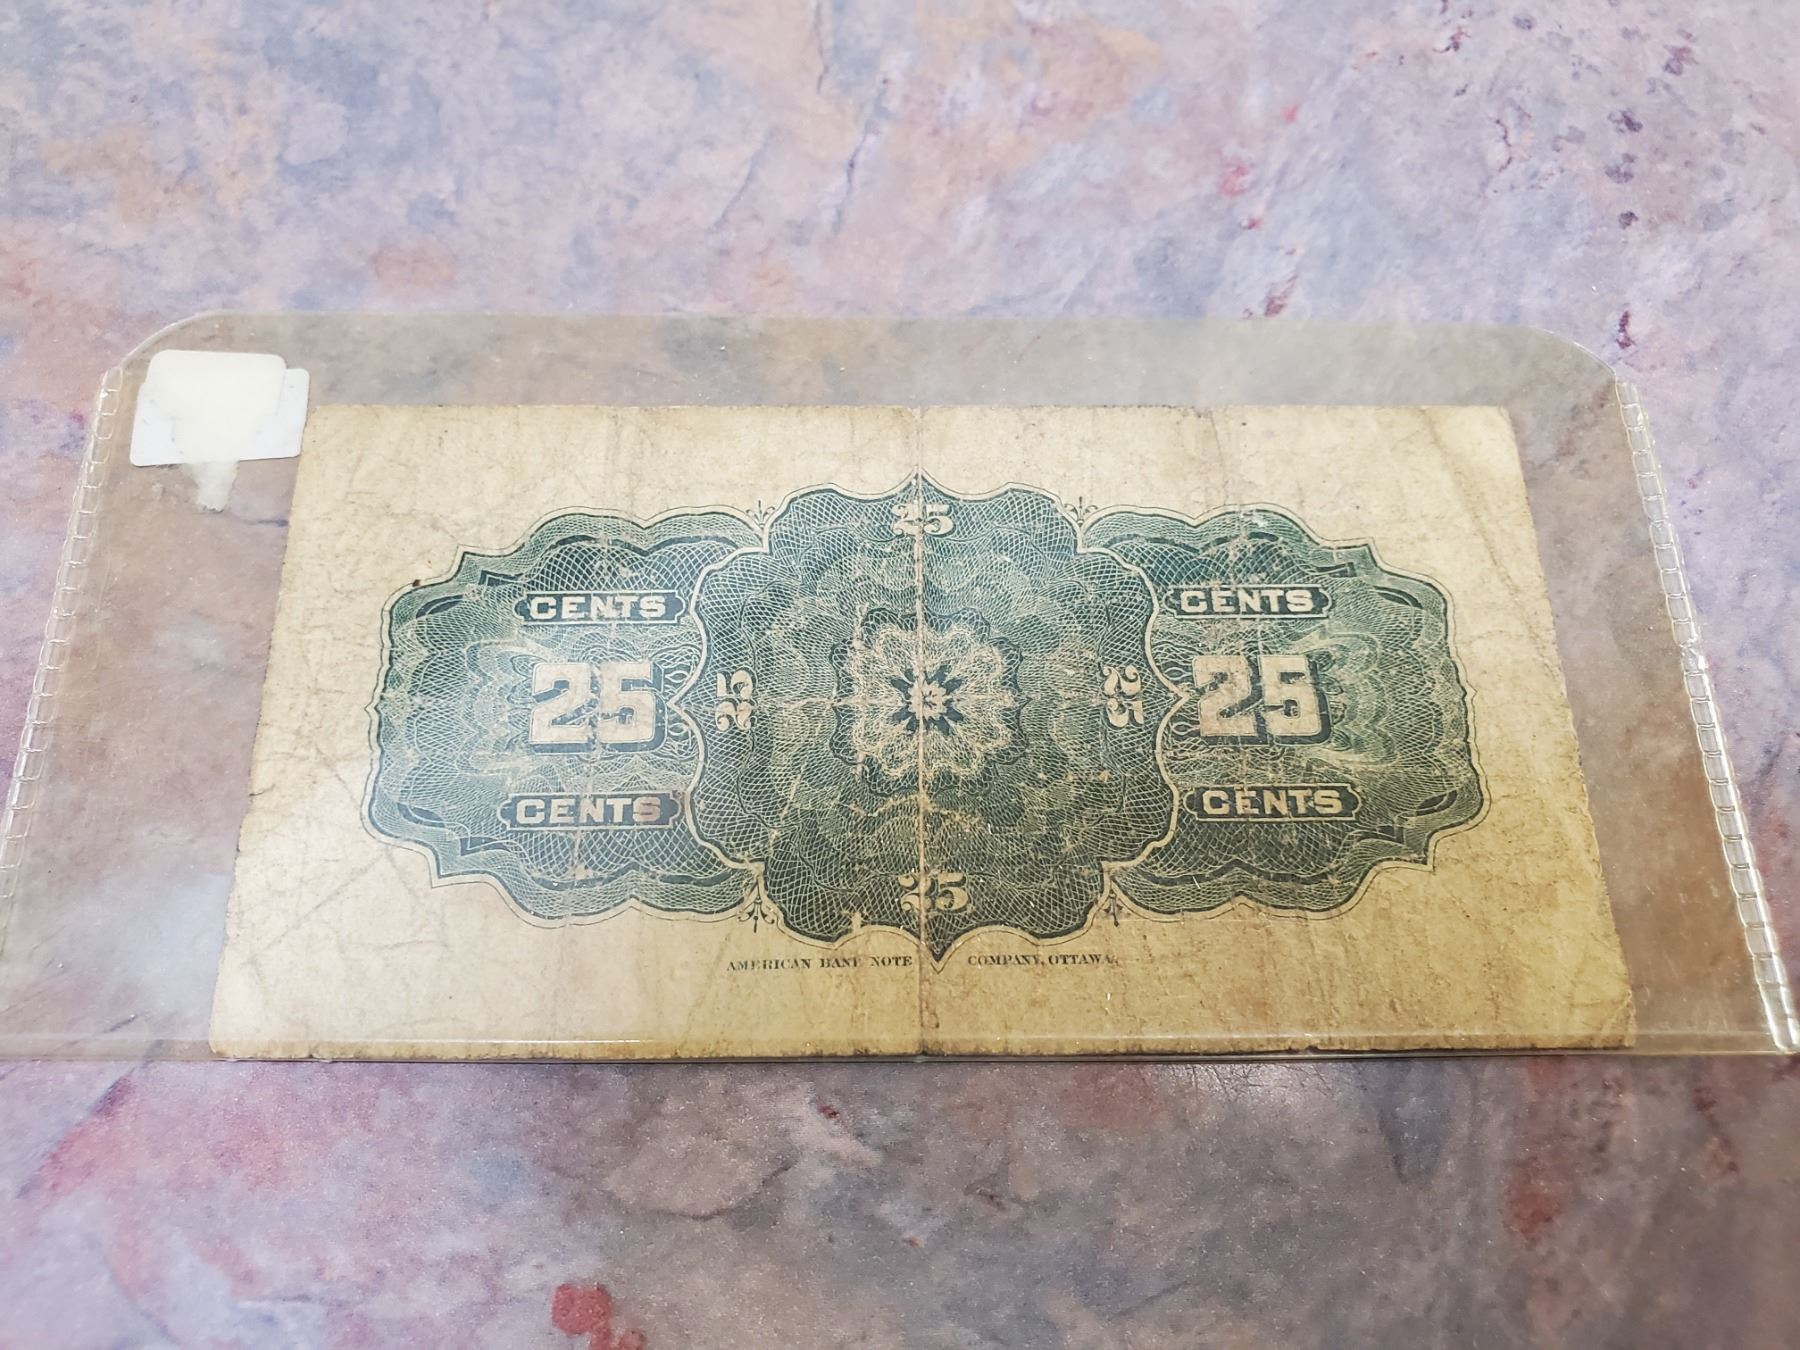 25
CENTS CENTS
25 25 25 25
CENTS CENTS
25
AMERICAN BANK NOTE COMPANY, OTTAWA.